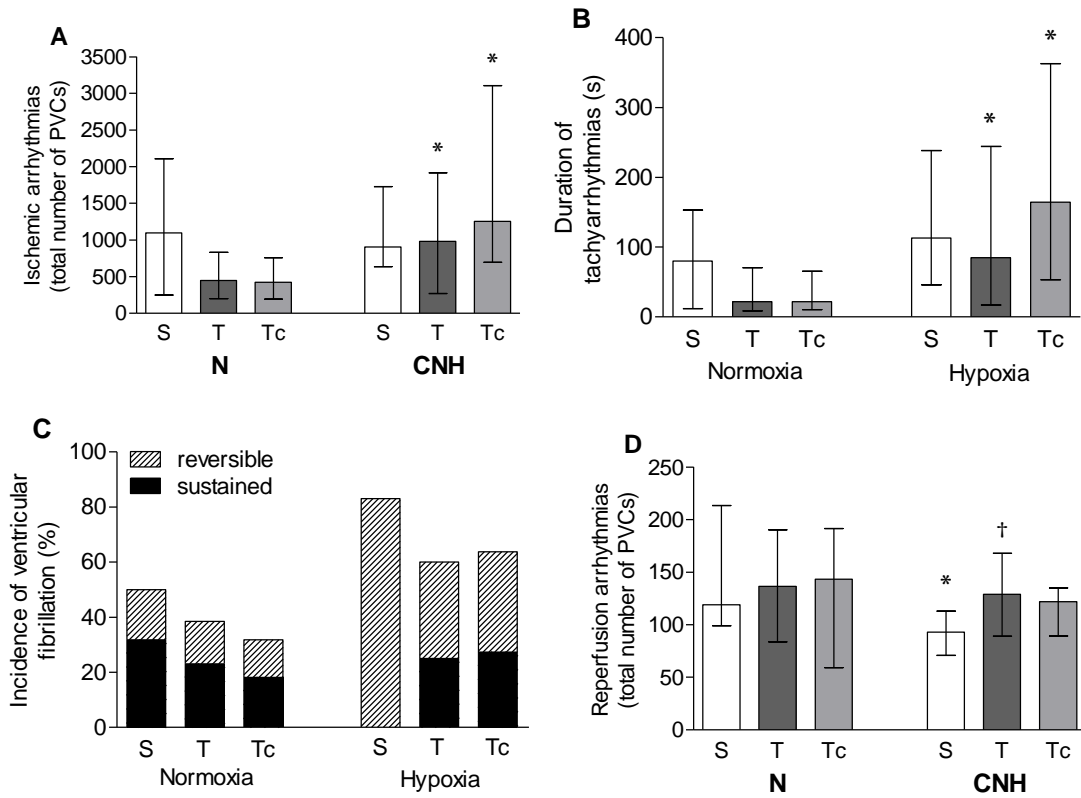 A
Ischemic arrhythmias
(total number of PVCs)
3500
3000
2500
2000
1500
1000
500
0
*
*
S T Tc S T Tc
N CNH
B
Duration of
tachyarrhythmias (s)
400
300
200
100
0
*
*
S T Tc S T Tc
Normoxia Hypoxia
C
Incidence of ventricular
fibrillation (%)
100
80
60
40
20
0
reversible
sustained
S T Tc S T Tc
Normoxia Hypoxia
D
Reperfusion arrhythmias
(total number of PVCs)
250
200
150
100
50
0
*
†
S T Tc S T Tc
N CNH